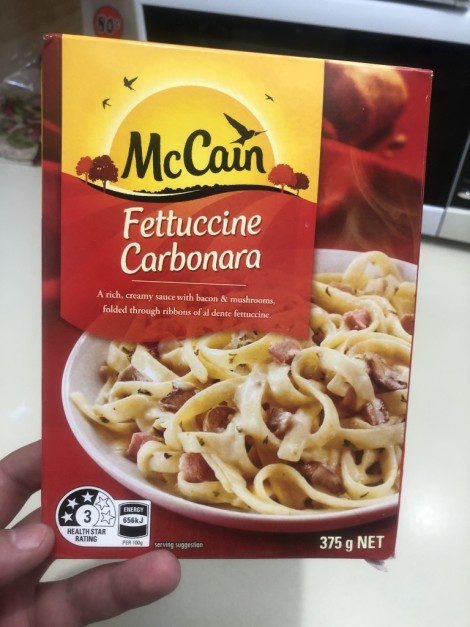 McCain
Fettuccine
Carbonara
A rich, creamy sauce with bacon & mushrooms,
folded through ribbons of al dente fettuccine.
3
HEALTH STAR
RATING
ENERGY
656kJ
PER 100g
serving suggestion
375 g NET